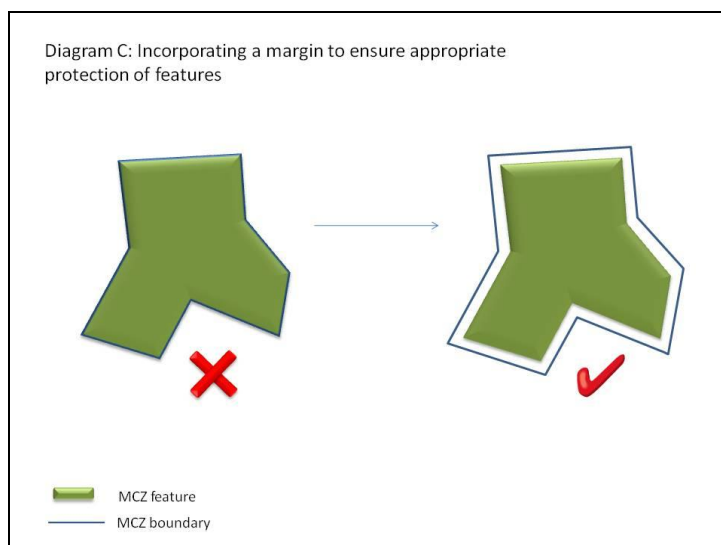 Diagram C: Incorporating a margin to ensure appropriate
protection of features
MCZ feature
MCZ boundary